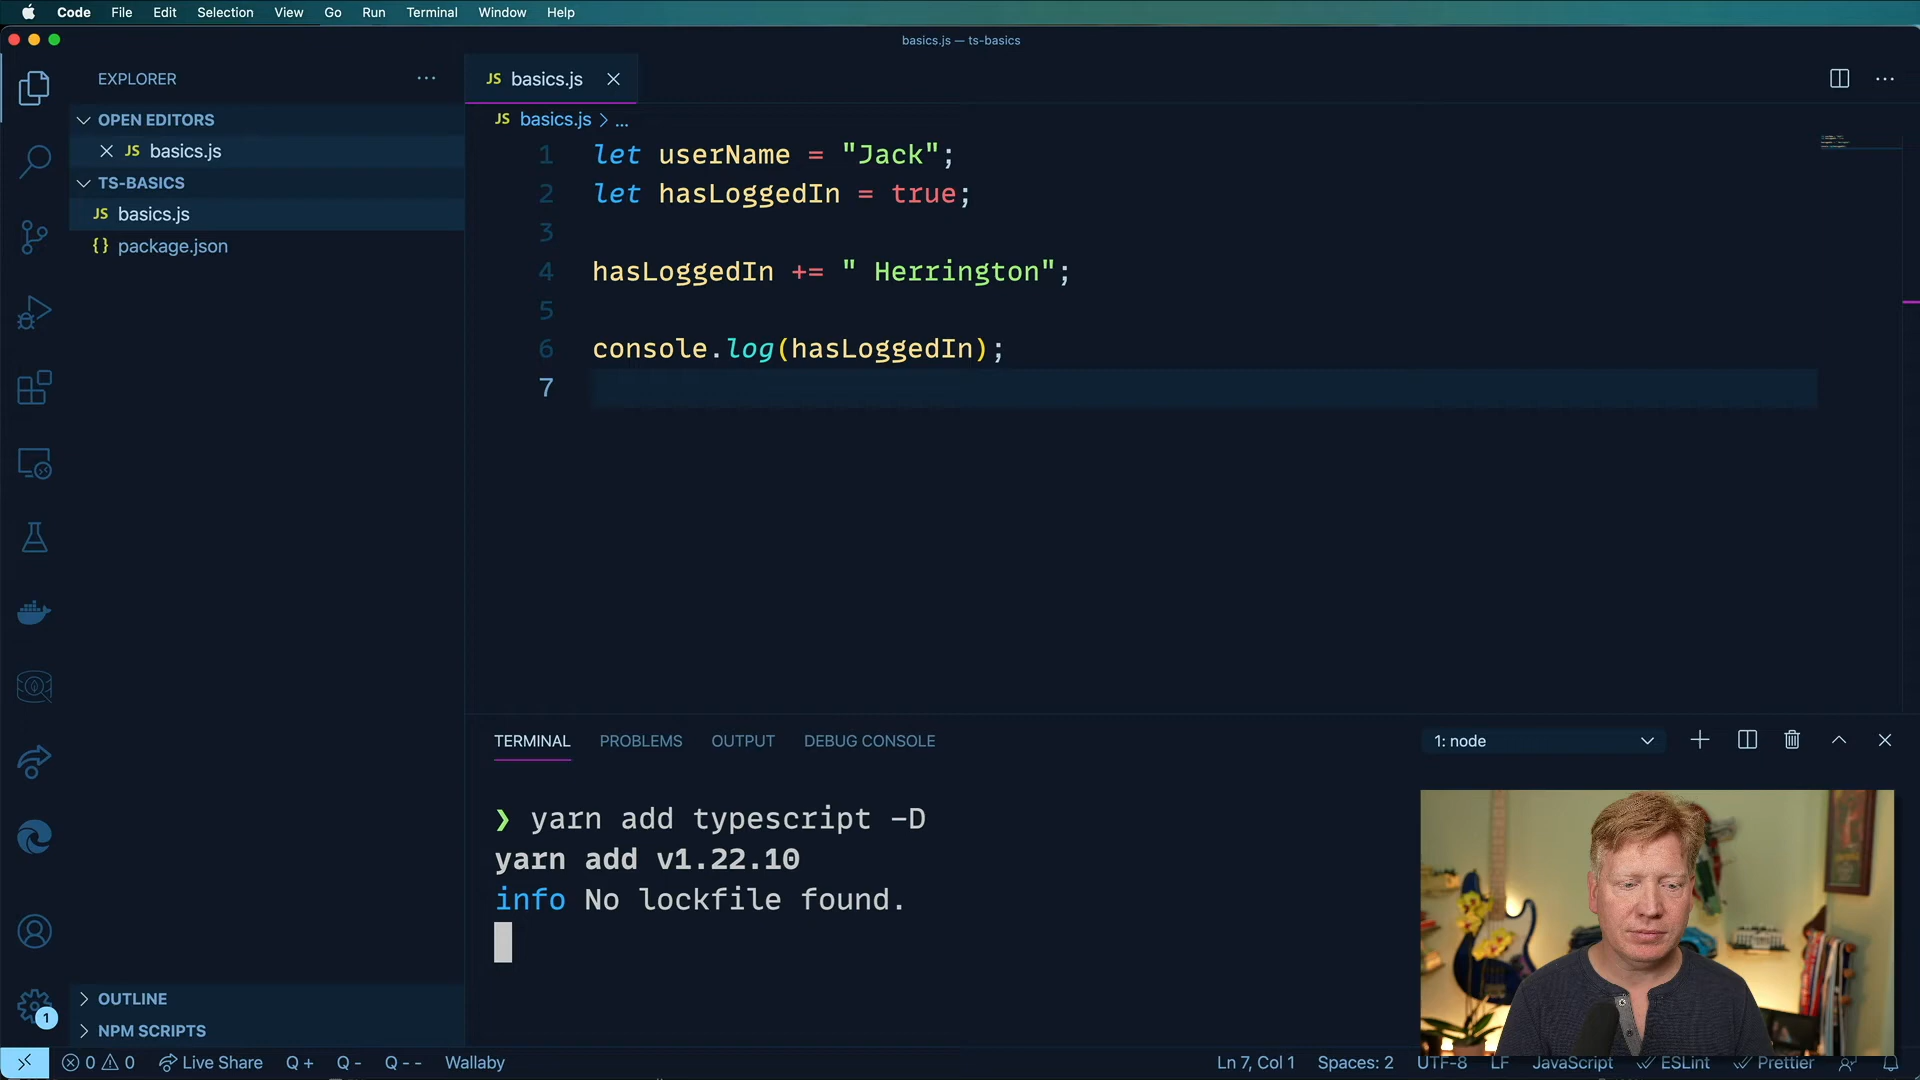 Code File Edit Selection View Go Run Terminal Window Help
basics.js — ts-basics
EXPLORER
OPEN EDITORS
JS basics.js
TS-BASICS
JS basics.js
{} package.json
OUTLINE
NPM SCRIPTS
JS basics.js
JS basics.js > ...
1 let userName = "Jack";
2 let hasLoggedIn = true;
3
4 hasLoggedIn += " Herrington";
5
6 console.log(hasLoggedIn);
7
TERMINAL PROBLEMS OUTPUT DEBUG CONSOLE
1: node
❯ yarn add typescript -D
yarn add v1.22.10
info No lockfile found.
1
0 0 Live Share Q + Q - Q - - Wallaby
Ln 7, Col 1 Spaces: 2 UTF-8 LF JavaScript ESLint Prettier